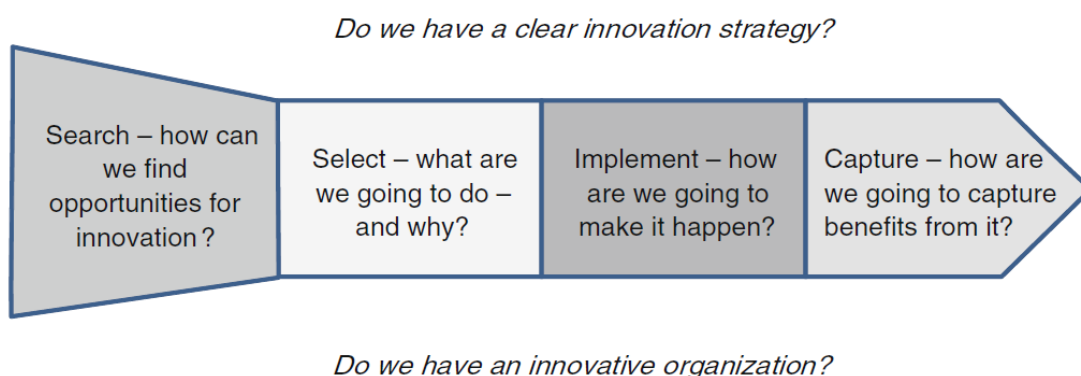 Do we have a clear innovation strategy?
Search – how can
we find
opportunities for
innovation?
Select – what are
we going to do –
and why?
Implement – how
are we going to
make it happen?
Capture – how are
we going to capture
benefits from it?
Do we have an innovative organization?